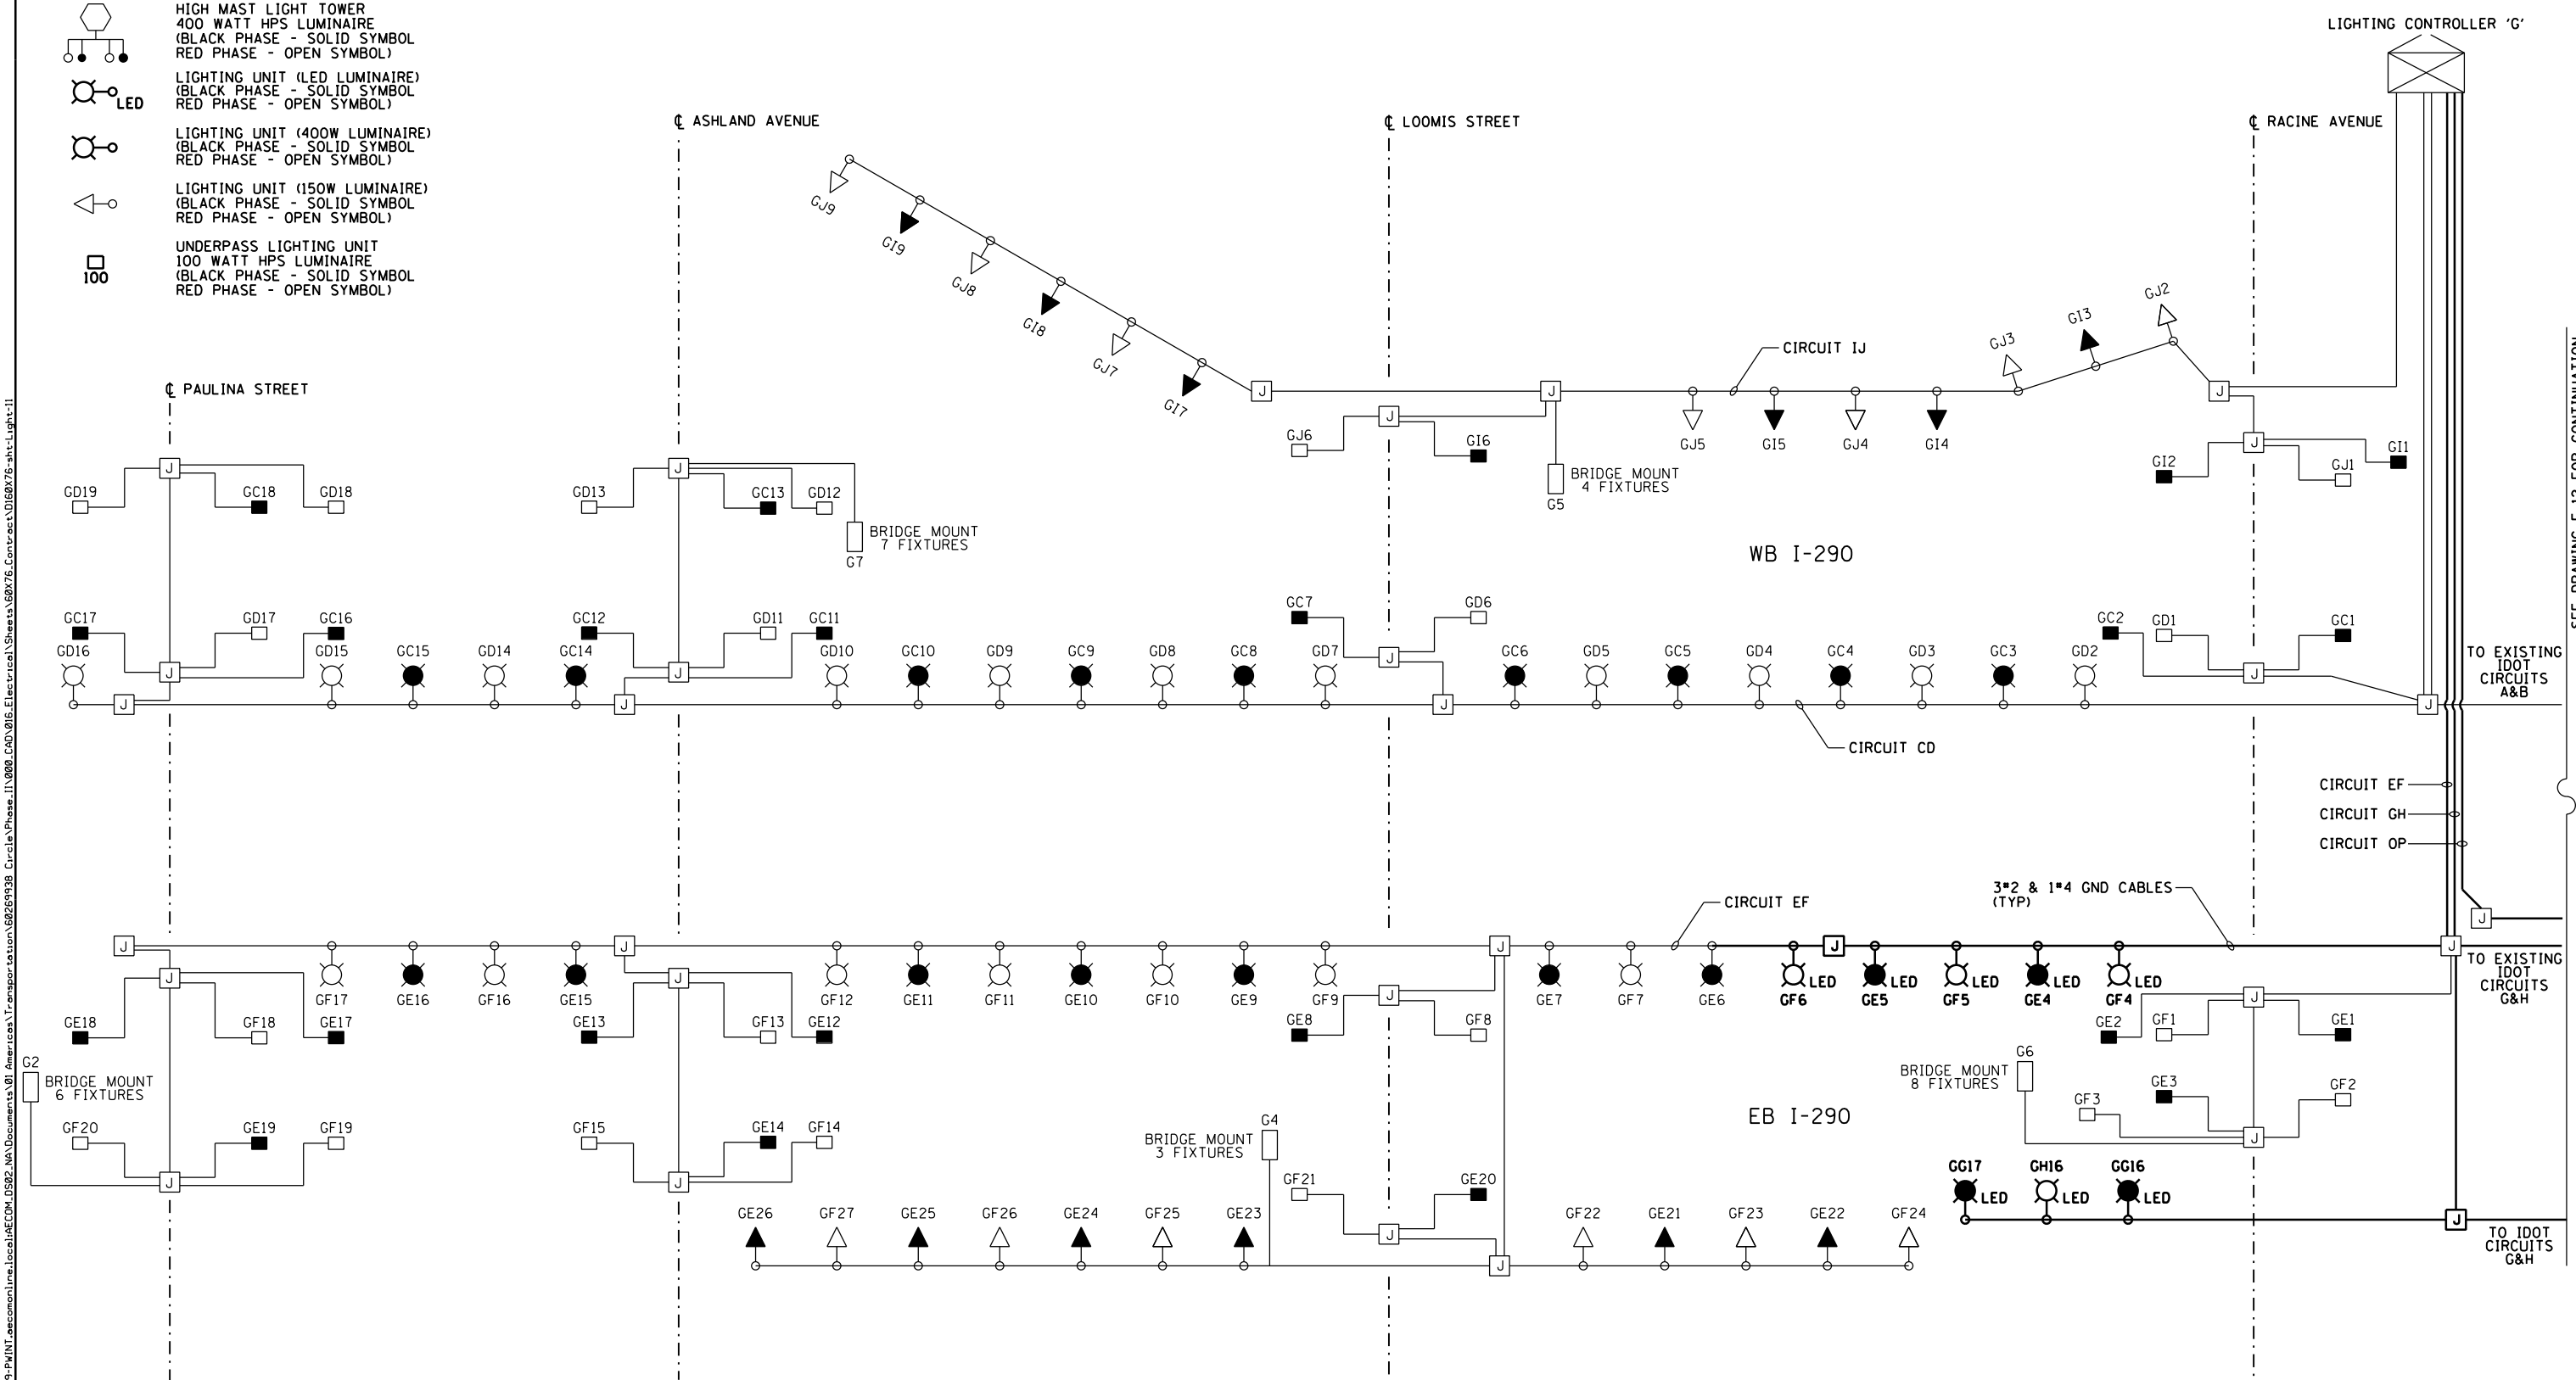 HIGH MAST LIGHT TOWER
400 WATT HPS LUMINAIRE
(BLACK PHASE - SOLID SYMBOL
RED PHASE - OPEN SYMBOL)
LED
LIGHTING UNIT (LED LUMINAIRE)
(BLACK PHASE - SOLID SYMBOL
RED PHASE - OPEN SYMBOL)
LIGHTING UNIT (400W LUMINAIRE)
(BLACK PHASE - SOLID SYMBOL
RED PHASE - OPEN SYMBOL)
LIGHTING UNIT (150W LUMINAIRE)
(BLACK PHASE - SOLID SYMBOL
RED PHASE - OPEN SYMBOL)
100
UNDERPASS LIGHTING UNIT
100 WATT HPS LUMINAIRE
(BLACK PHASE - SOLID SYMBOL
RED PHASE - OPEN SYMBOL)
LIGHTING CONTROLLER 'G'
℄ ASHLAND AVENUE
℄ LOOMIS STREET
℄ RACINE AVENUE
℄ PAULINA STREET
GJ9
GI9
GJ8
GI8
GJ7
GI7
J
J
CIRCUIT IJ
GJ5
GI5
GJ4
GI4
GJ3
GI3
GJ2
J
J
GJ6
GI6
BRIDGE MOUNT
4 FIXTURES
G5
J
GI2
GJ1
GI1
J
GD19
GC18
GD18
J
GD13
GC13
GD12
BRIDGE MOUNT
7 FIXTURES
G7
WB I-290
GC17
GD17
GC16
J
GC12
GD11
GC11
J
GC7
GD6
J
GC2
GD1
GC1
J
GD16
GD15
GC15
GD14
GC14
GD10
GC10
GD9
GC9
GD8
GC8
GD7
GC6
GD5
GC5
GD4
GC4
GD3
GC3
GD2
J
J
J
J
TO EXISTING
IDOT
CIRCUITS
A&B
CIRCUIT CD
CIRCUIT EF
CIRCUIT GH
CIRCUIT OP
3#2 & 1#4 GND CABLES
(TYP)
CIRCUIT EF
J
J
J
J
J
J
TO EXISTING
IDOT
CIRCUITS
G&H
GF17
GE16
GF16
GE15
GF12
GE11
GF11
GE10
GF10
GE9
GF9
GE7
GF7
GE6
LED
GF6
LED
GE5
LED
GF5
LED
GE4
LED
GF4
J
GE18
GF18
GE17
J
GE13
GF13
GE12
J
GE8
GF8
J
GE2
GF1
GE1
G2
BRIDGE MOUNT
6 FIXTURES
GF20
GE19
GF19
J
GF15
GE14
GF14
J
G4
BRIDGE MOUNT
3 FIXTURES
GF21
GE20
J
EB I-290
G6
BRIDGE MOUNT
8 FIXTURES
GF3
GE3
GF2
J
GG17
LED
GH16
LED
GG16
LED
J
TO IDOT
CIRCUITS
G&H
GE26
GF27
GE25
GF26
GE24
GF25
GE23
J
GF22
GE21
GF23
GE22
GF24